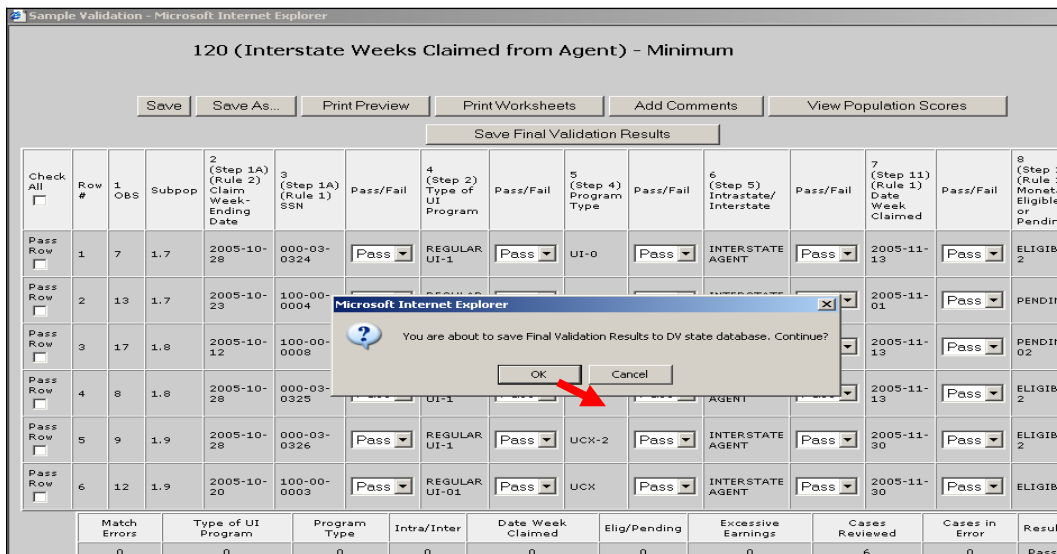 Sample Validation - Microsoft Internet Explorer
120 (Interstate Weeks Claimed from Agent) - Minimum
Save Save As... Print Preview Print Worksheets Add Comments View Population Scores
Save Final Validation Results
Check All Row # 1 OBS Subpop 2 (Step 1A) (Rule 2) Claim Week-Ending Date 3 (Step 1A) (Rule 1) SSN Pass/Fail 4 (Step 2) Type of UI Program Pass/Fail 5 (Step 4) Program Type Pass/Fail 6 (Step 5) Intrastate/Interstate Pass/Fail 7 (Step 11) (Rule 1) Date Week Claimed Pass/Fail 8 (Step (Rule or
Pass Row 1 7 1.7 2005-10-28 000-03-0324 Pass REGULAR UI-1 Pass UI-0 Pass INTERSTATE AGENT Pass 2005-11-13 Pass 2
Pass Row 2 13 1.7 2005-10-23 100-00-0004 2005-11-01 Pass
Microsoft Internet Explorer
You are about to save Final Validation Results to DV state database. Continue?
OK Cancel
Pass Row 3 17 1.8 2005-10-12 100-00-0008 2005-11-13 Pass 02
Pass Row 4 8 1.8 2005-10-28 000-03-0325 UI-1 AGENT 2005-11-13 Pass 2
Pass Row 5 9 1.9 2005-10-28 000-03-0326 Pass REGULAR UI-1 Pass UCX-2 Pass INTERSTATE AGENT Pass 2005-11-30 Pass 2
Pass Row 6 12 1.9 2005-10-20 100-00-0003 Pass REGULAR UI-01 Pass UCX Pass INTERSTATE AGENT Pass 2005-11-30 Pass
Match Errors Type of UI Program Program Type Intra/Inter Date Week Claimed Elig/Pending Excessive Earnings Cases Reviewed Cases in Error
0 0 0 0 0 0 0 6 0 Pass